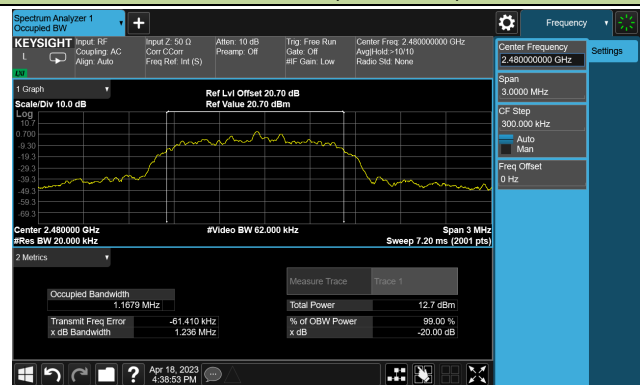 Spectrum Analyzer 1
Occupied BW
Frequency
KEYSIGHT
L
Input: RF
Coupling: AC
Align: Auto
Input Z: 50 Ω
Corr CCorr
Freq Ref: Int (S)
Atten: 10 dB
Preamp: Off
Trig: Free Run
Gate: Off
#IF Gain: Low
Center Freq: 2.480000000 GHz
Avg|Hold:>10/10
Radio Std: None
Center Frequency
2.480000000 GHz
Settings
Span
3.0000 MHz
CF Step
300.000 kHz
Auto
Man
Freq Offset
0 Hz
1 Graph
Scale/Div 10.0 dB
Ref Lvl Offset 20.70 dB
Ref Value 20.70 dBm
Log
10.7
0.700
-9.30
-19.3
-29.3
-39.3
-49.3
-59.3
-69.3
Center 2.480000 GHz
#Res BW 20.000 kHz
#Video BW 62.000 kHz
Span 3 MHz
Sweep 7.20 ms (2001 pts)
2 Metrics
Measure Trace
Trace 1
Occupied Bandwidth
1.1679 MHz
Total Power
12.7 dBm
Transmit Freq Error
-61.410 kHz
% of OBW Power
99.00 %
x dB Bandwidth
1.236 MHz
x dB
-20.00 dB
?
Apr 18, 2023
4:38:53 PM